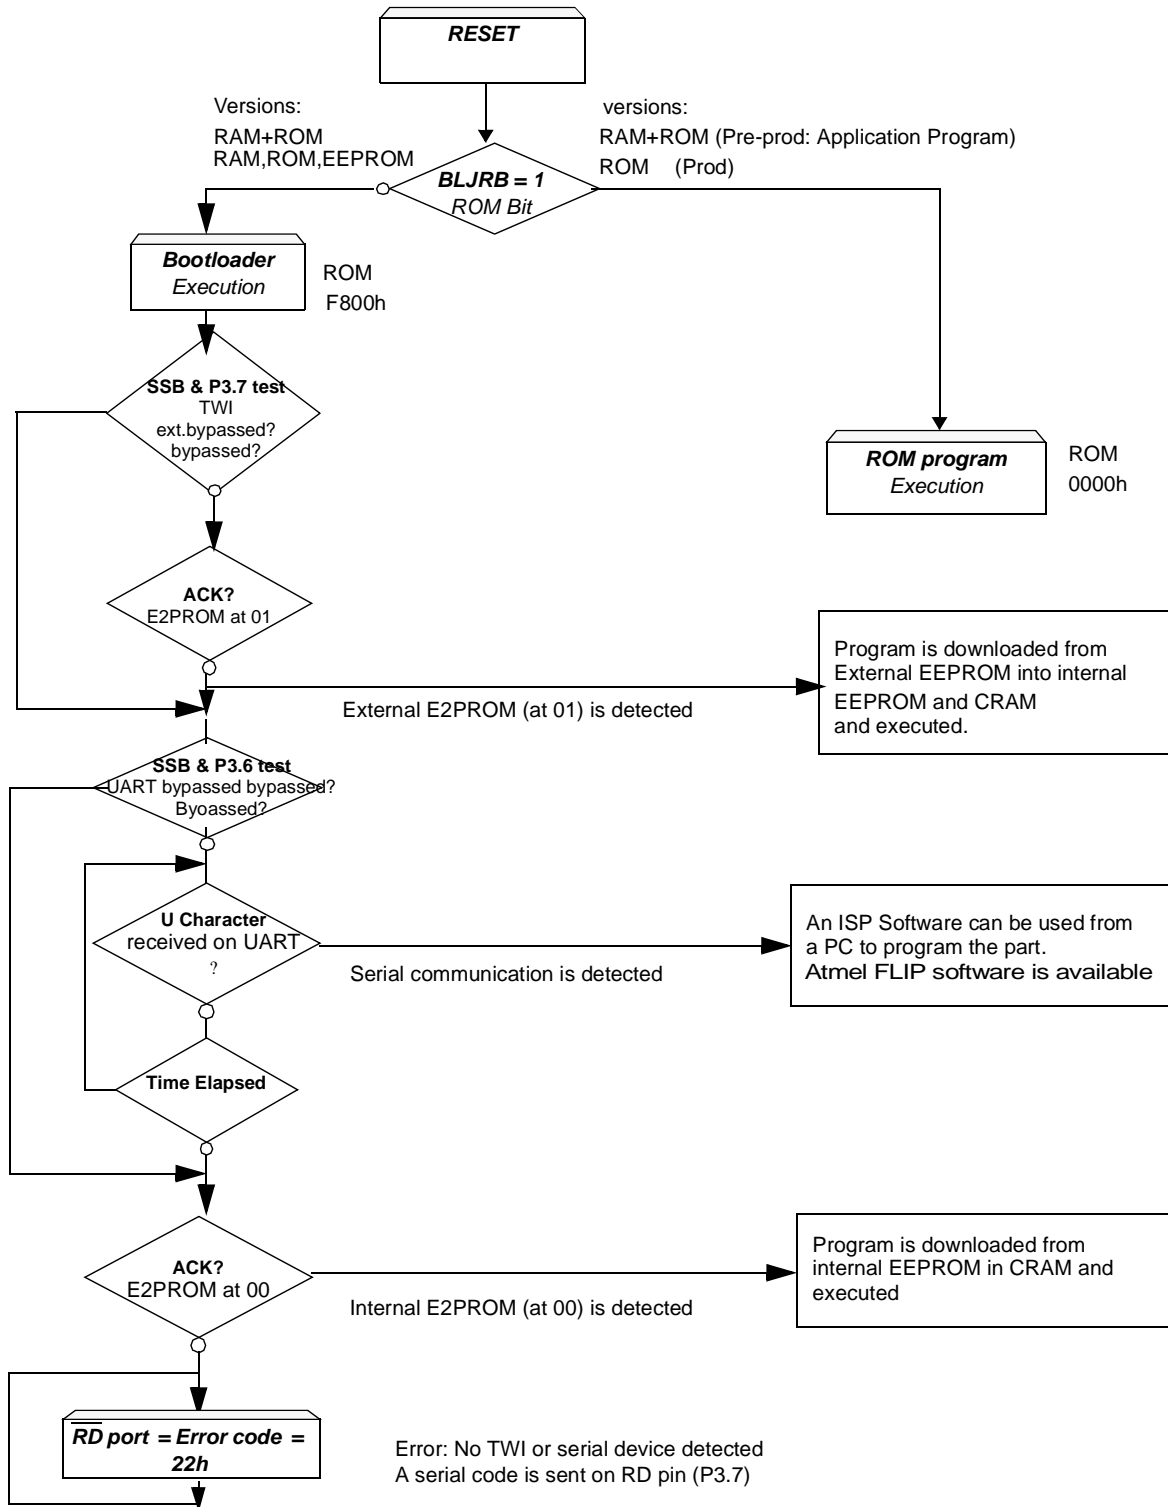 RESET
Versions:
RAM+ROM
RAM,ROM,EEPROM
versions:
RAM+ROM (Pre-prod: Application Program)
ROM (Prod)
BLJRB = 1
ROM Bit
Bootloader
Execution
ROM
F800h
SSB & P3.7 test
TWI
ext.bypassed?
bypassed?
ROM program
Execution
ROM
0000h
ACK?
E2PROM at 01
External E2PROM (at 01) is detected
Program is downloaded from
External EEPROM into internal
EEPROM and CRAM
and executed.
SSB & P3.6 test
UART bypassed bypassed?
Byoassed?
U Character
received on UART
?
Serial communication is detected
An ISP Software can be used from
a PC to program the part.
Atmel FLIP software is available
Time Elapsed
ACK?
E2PROM at 00
Internal E2PROM (at 00) is detected
Program is downloaded from
internal EEPROM in CRAM and
executed
RD port = Error code =
22h
Error: No TWI or serial device detected
A serial code is sent on RD pin (P3.7)